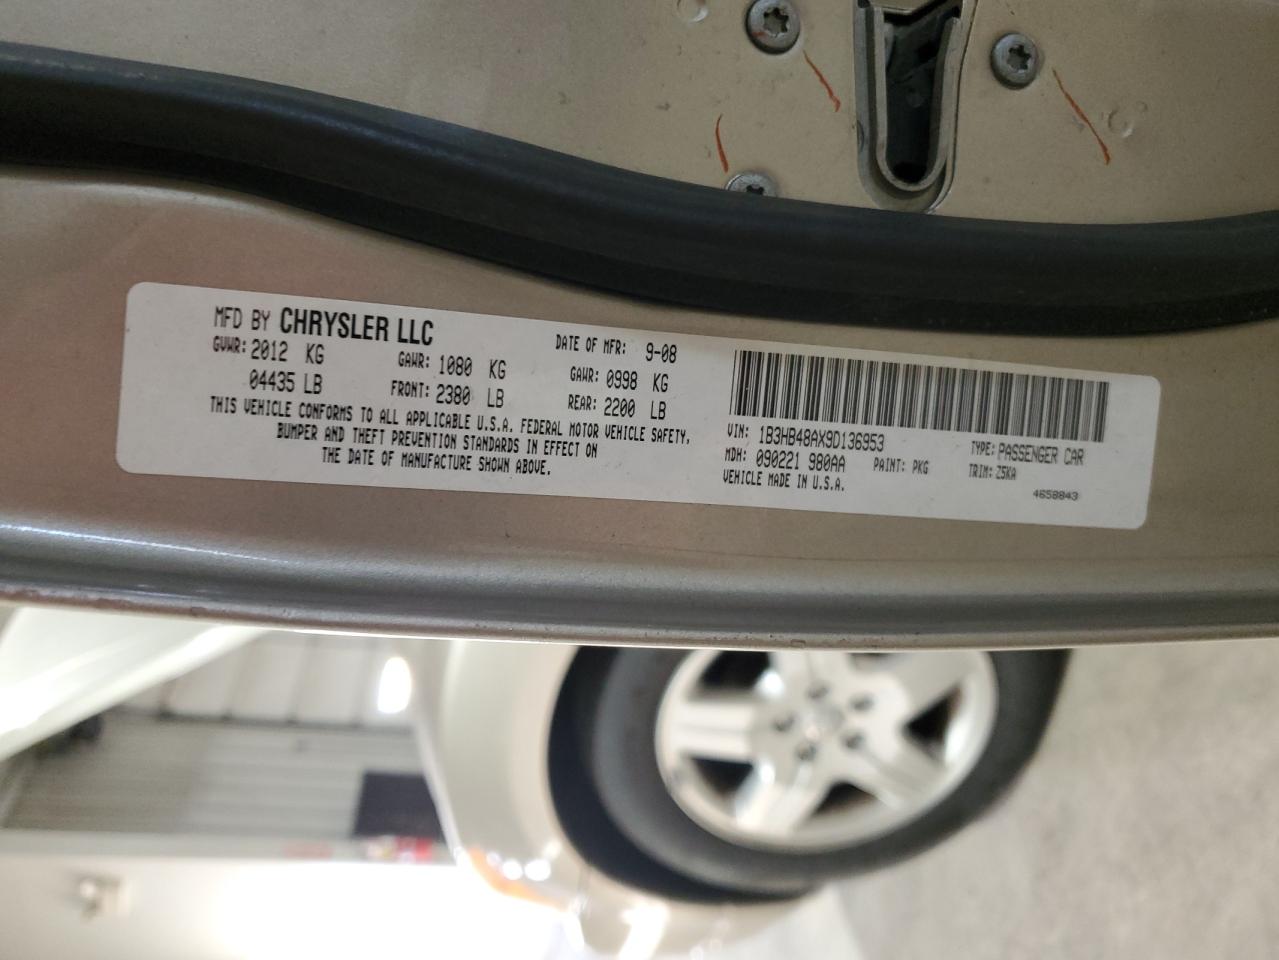 MFD BY CHRYSLER LLC
DATE OF MFR: 9-08
GVWR: 2012 KG
04435 LB
GAWR: 1080 KG
FRONT: 2380 LB
GAWR: 0998 KG
REAR: 2200 LB
THIS VEHICLE CONFORMS TO ALL APPLICABLE U.S.A. FEDERAL MOTOR VEHICLE SAFETY,
BUMPER AND THEFT PREVENTION STANDARDS IN EFFECT ON
THE DATE OF MANUFACTURE SHOWN ABOVE.
VIN: 1B3HB48AX9D136953
TYPE: PASSENGER CAR
MDH: 090221 980AA
PAINT: PKG
TRIM: Z5KA
VEHICLE MADE IN U.S.A.
4658843